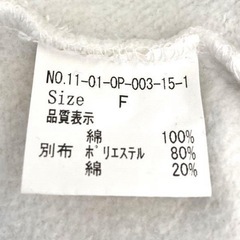 NO.11-01-OP-003-15-1
Size F
品質表示
綿 100%
別布 ポリエステル 80%
綿 20%